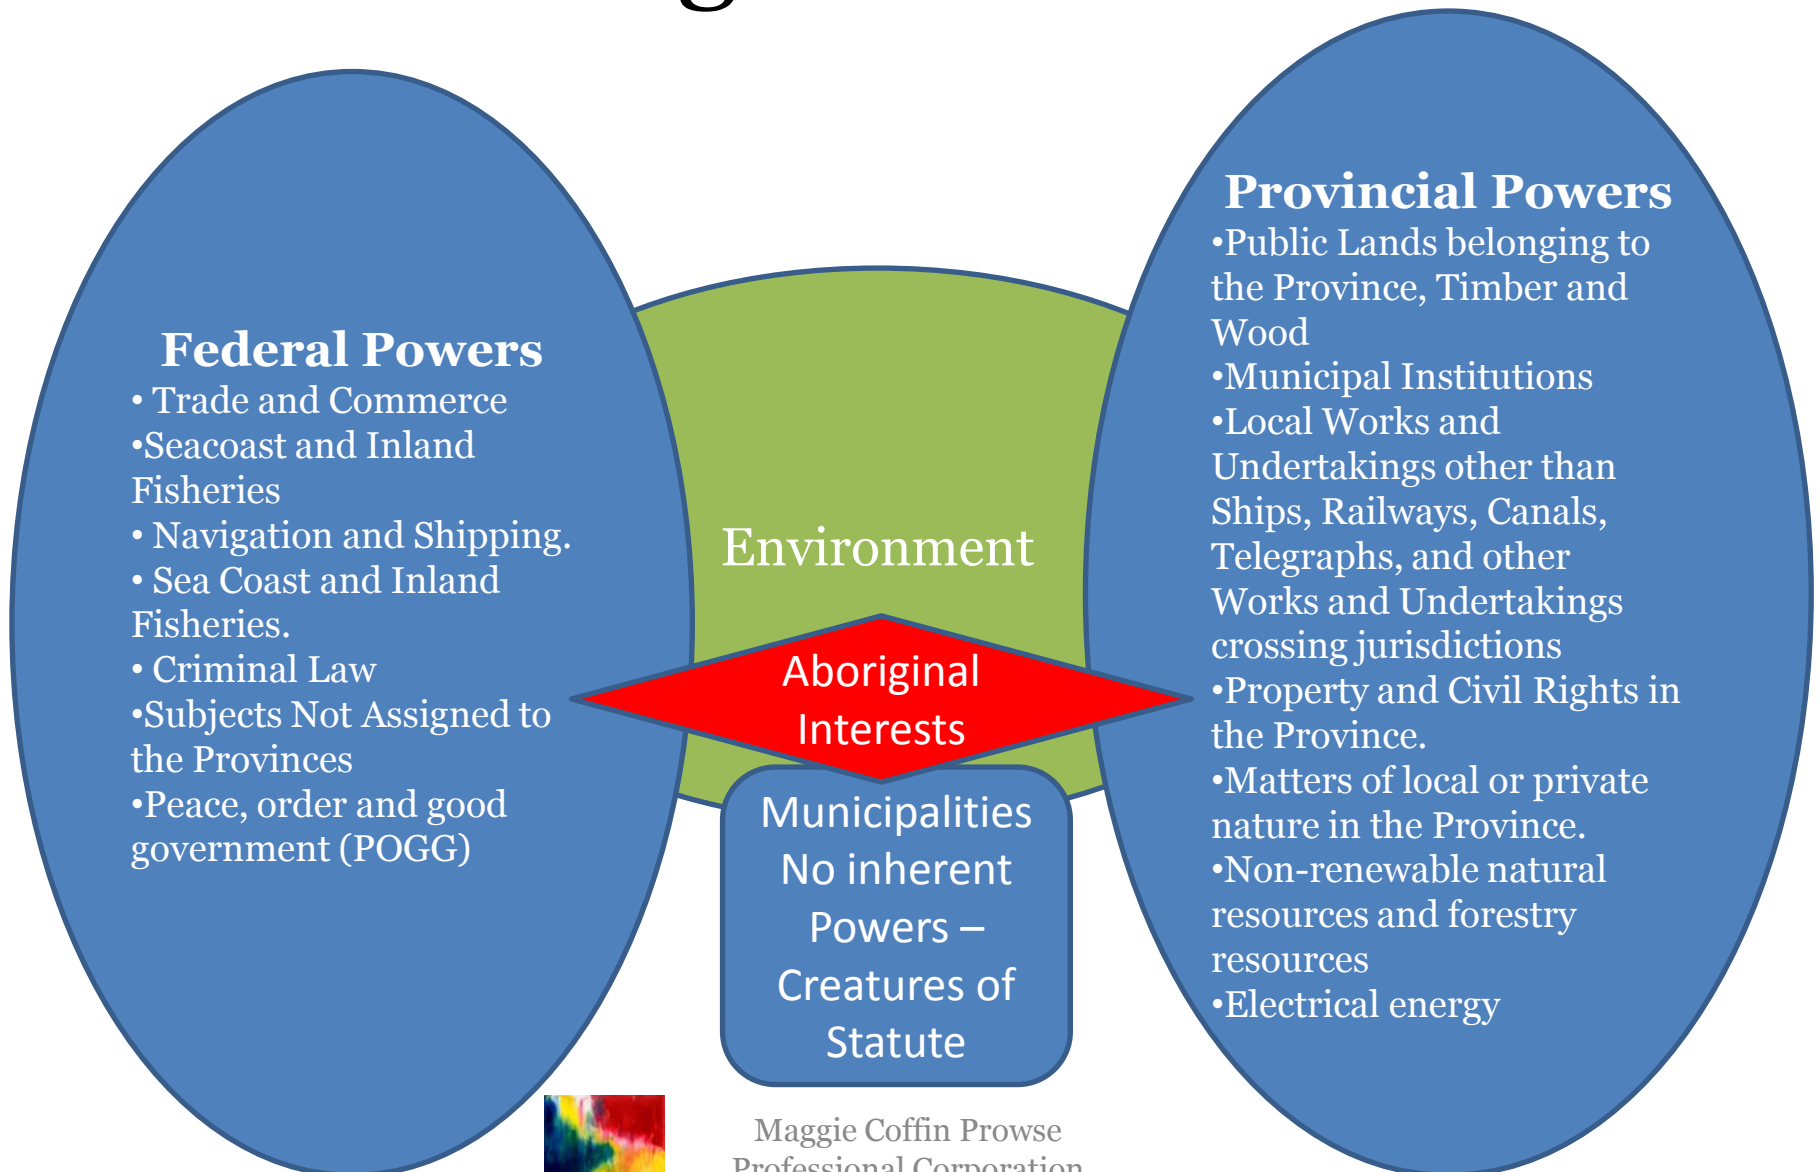 Federal Powers
• Trade and Commerce
•Seacoast and Inland
Fisheries
• Navigation and Shipping.
• Sea Coast and Inland
Fisheries.
• Criminal Law
•Subjects Not Assigned to
the Provinces
•Peace, order and good
government (POGG)
Environment
Aboriginal
Interests
Municipalities
No inherent
Powers –
Creatures of
Statute
Provincial Powers
•Public Lands belonging to
the Province, Timber and
Wood
•Municipal Institutions
•Local Works and
Undertakings other than
Ships, Railways, Canals,
Telegraphs, and other
Works and Undertakings
crossing jurisdictions
•Property and Civil Rights in
the Province.
•Matters of local or private
nature in the Province.
•Non-renewable natural
resources and forestry
resources
•Electrical energy
Maggie Coffin Prowse
Professional Corporation